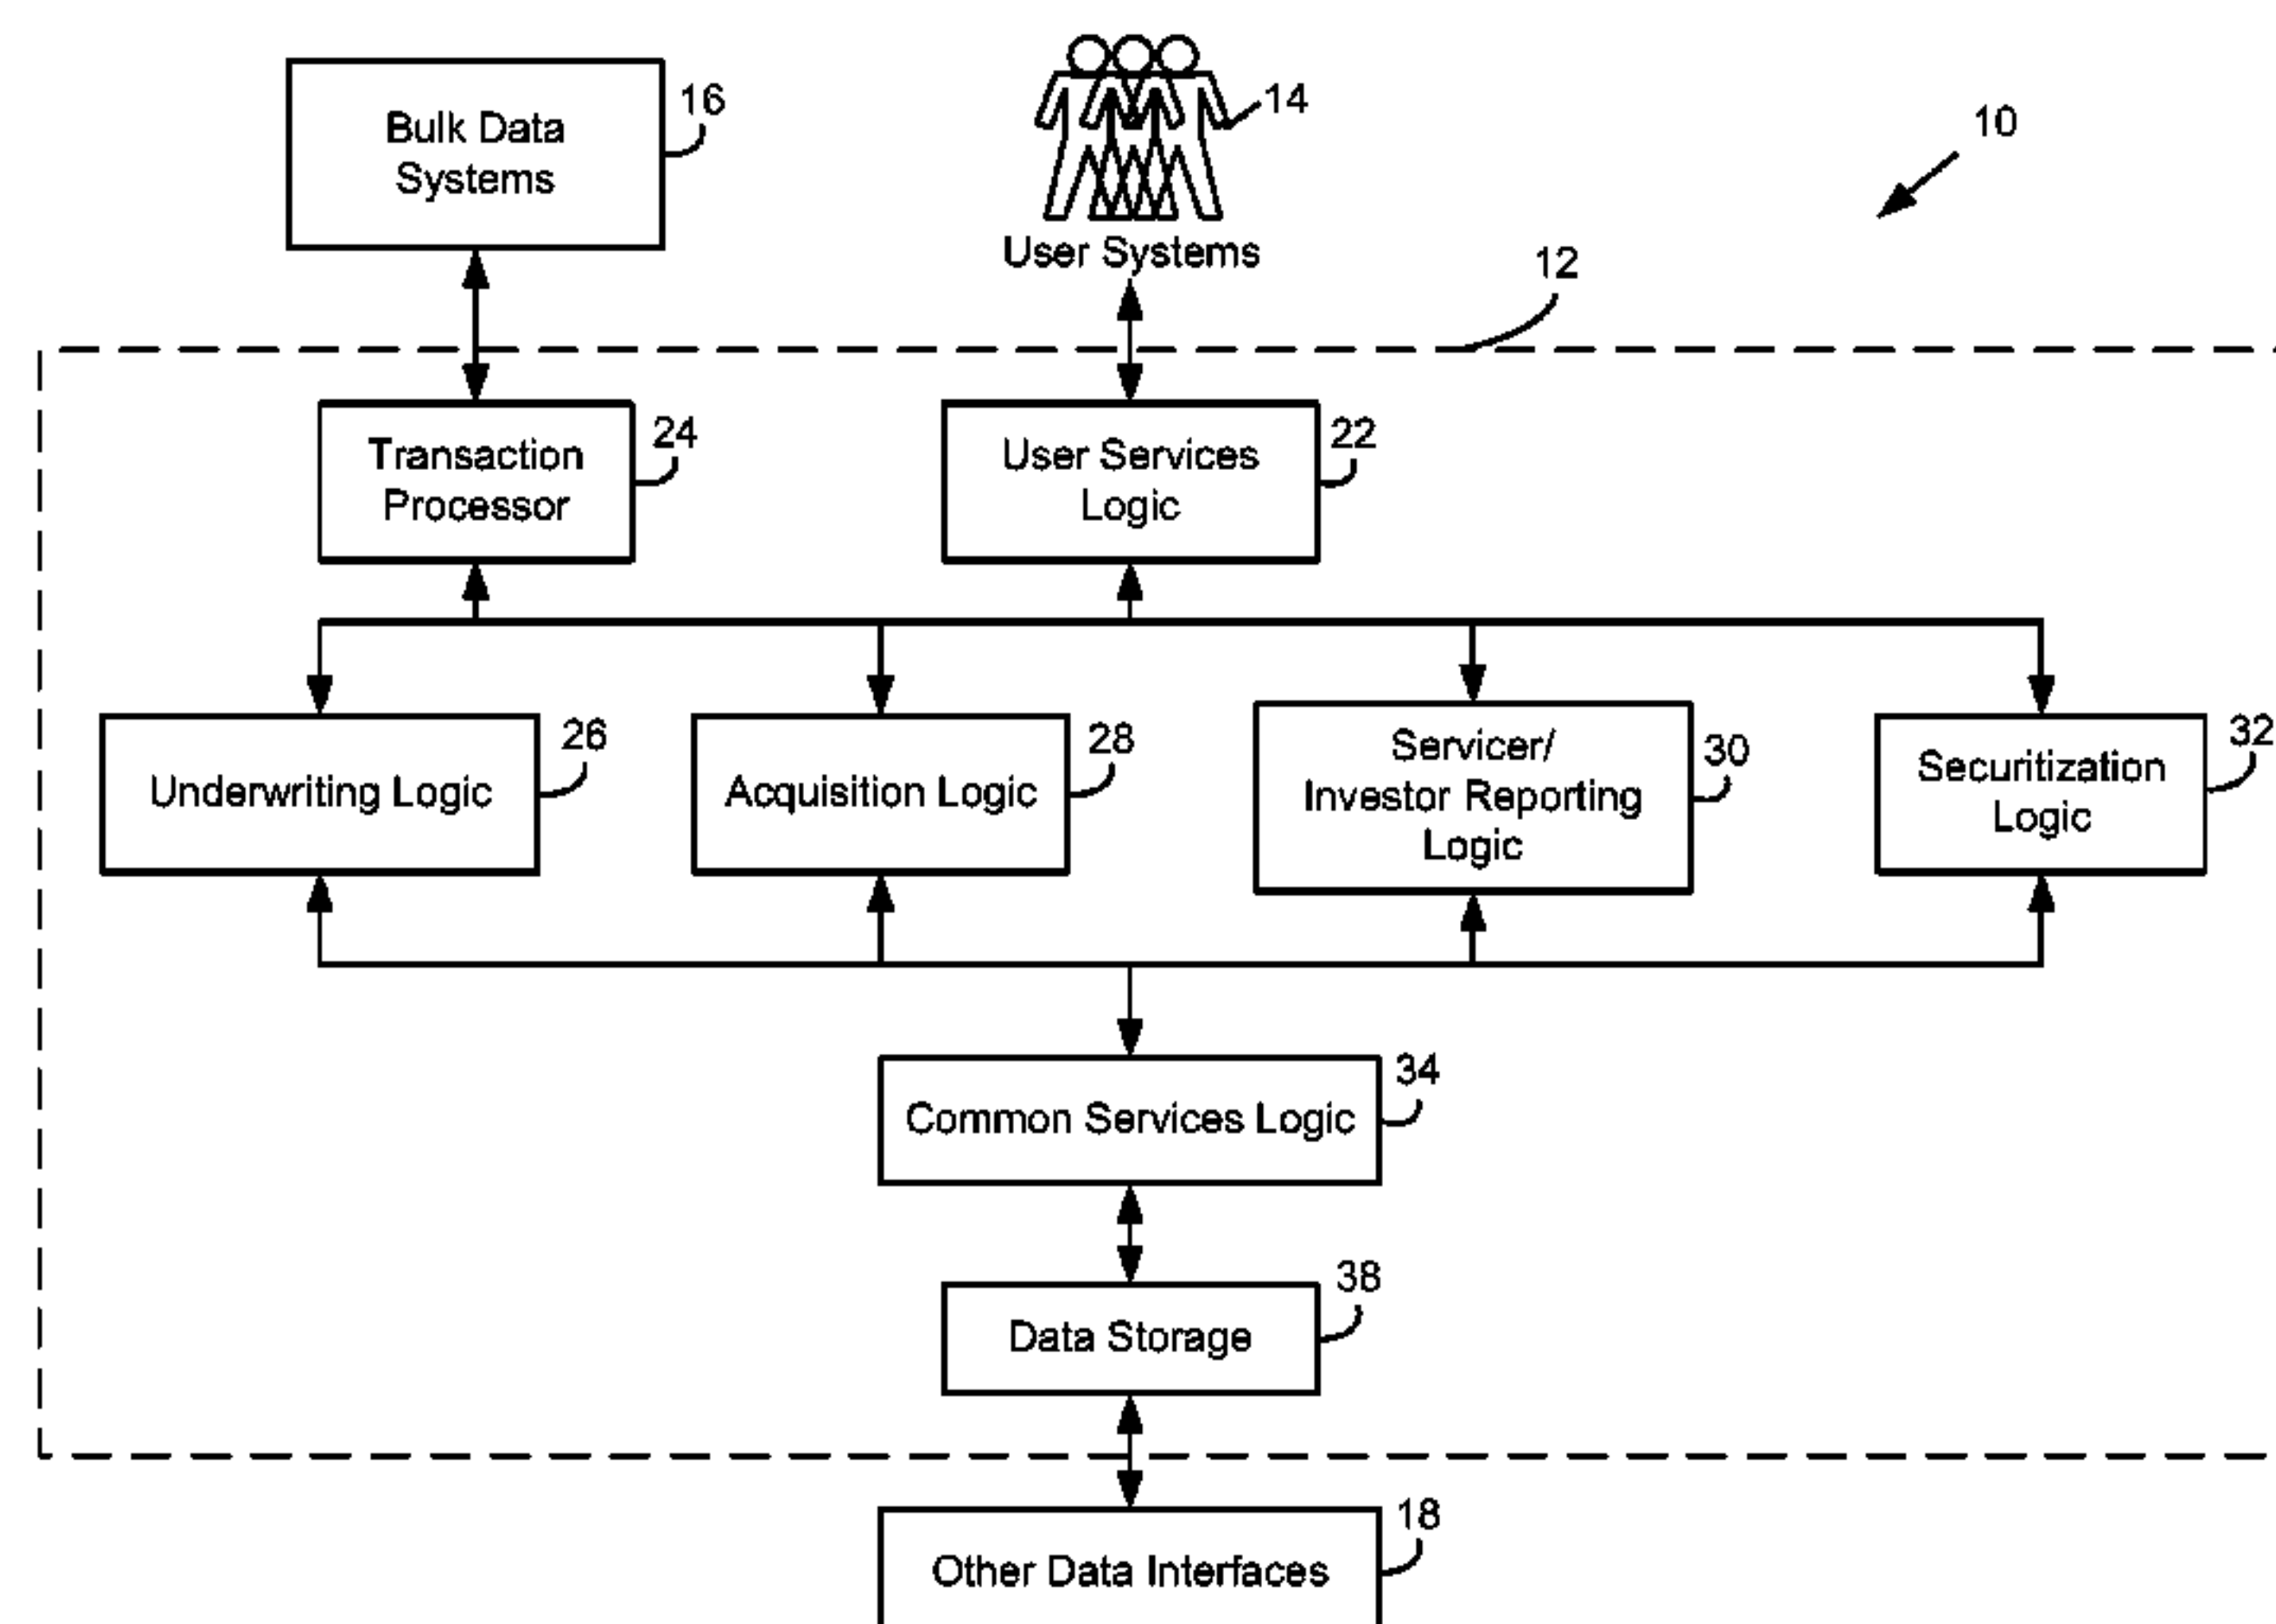 Bulk Data
Systems
16
14
User Systems
10
12
Transaction
Processor
24
User Services
Logic
22
Underwriting Logic
26
Acquisition Logic
28
Servicer/
Investor Reporting
Logic
30
Securitization
Logic
32
Common Services Logic
34
Data Storage
38
Other Data Interfaces
18